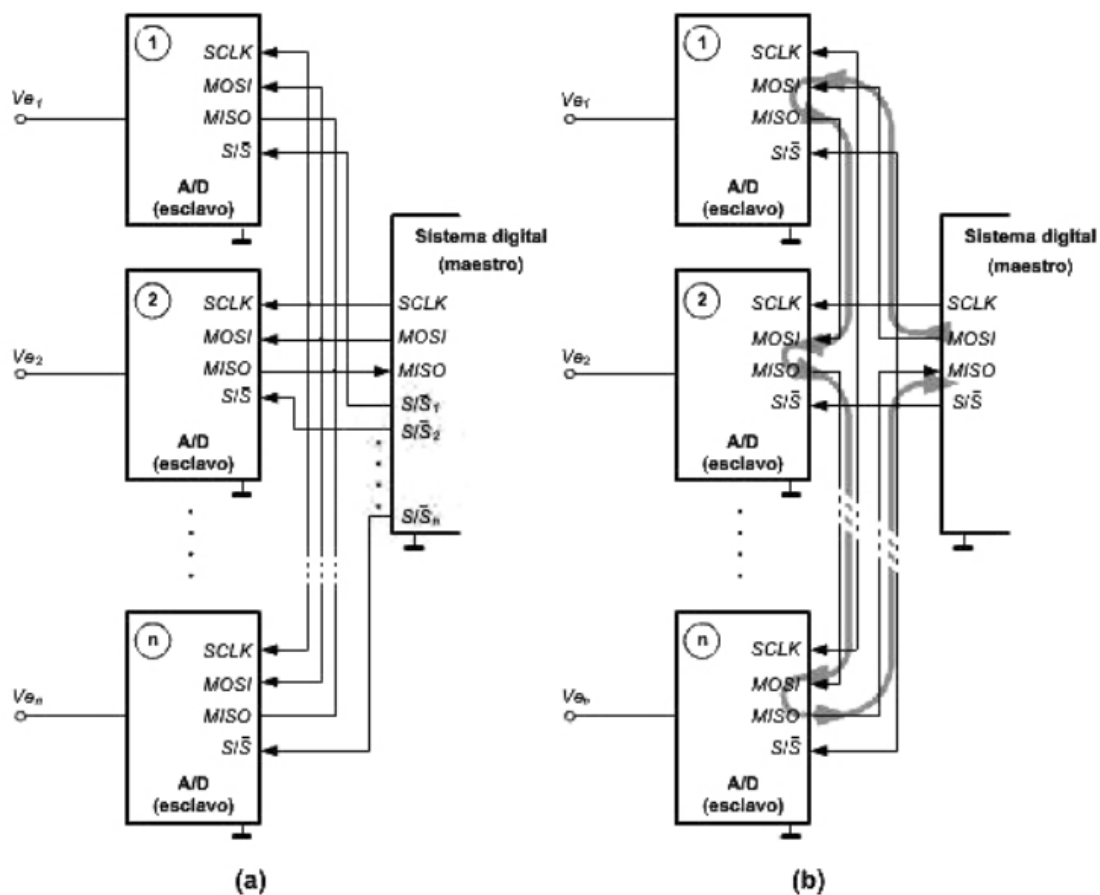 1
SCLK
MOSI
MISO
S/S̅
A/D
(esclavo)
Ve1
2
SCLK
MOSI
MISO
S/S̅
A/D
(esclavo)
Ve2
n
SCLK
MOSI
MISO
S/S̅
A/D
(esclavo)
Ven
Sistema digital
(maestro)
SCLK
MOSI
MISO
S/S̅1
S/S̅2
S/S̅n
(a)
1
SCLK
MOSI
MISO
S/S̅
A/D
(esclavo)
Ve1
2
SCLK
MOSI
MISO
S/S̅
A/D
(esclavo)
Ve2
n
SCLK
MOSI
MISO
S/S̅
A/D
(esclavo)
Ven
Sistema digital
(maestro)
SCLK
MOSI
MISO
S/S̅
(b)